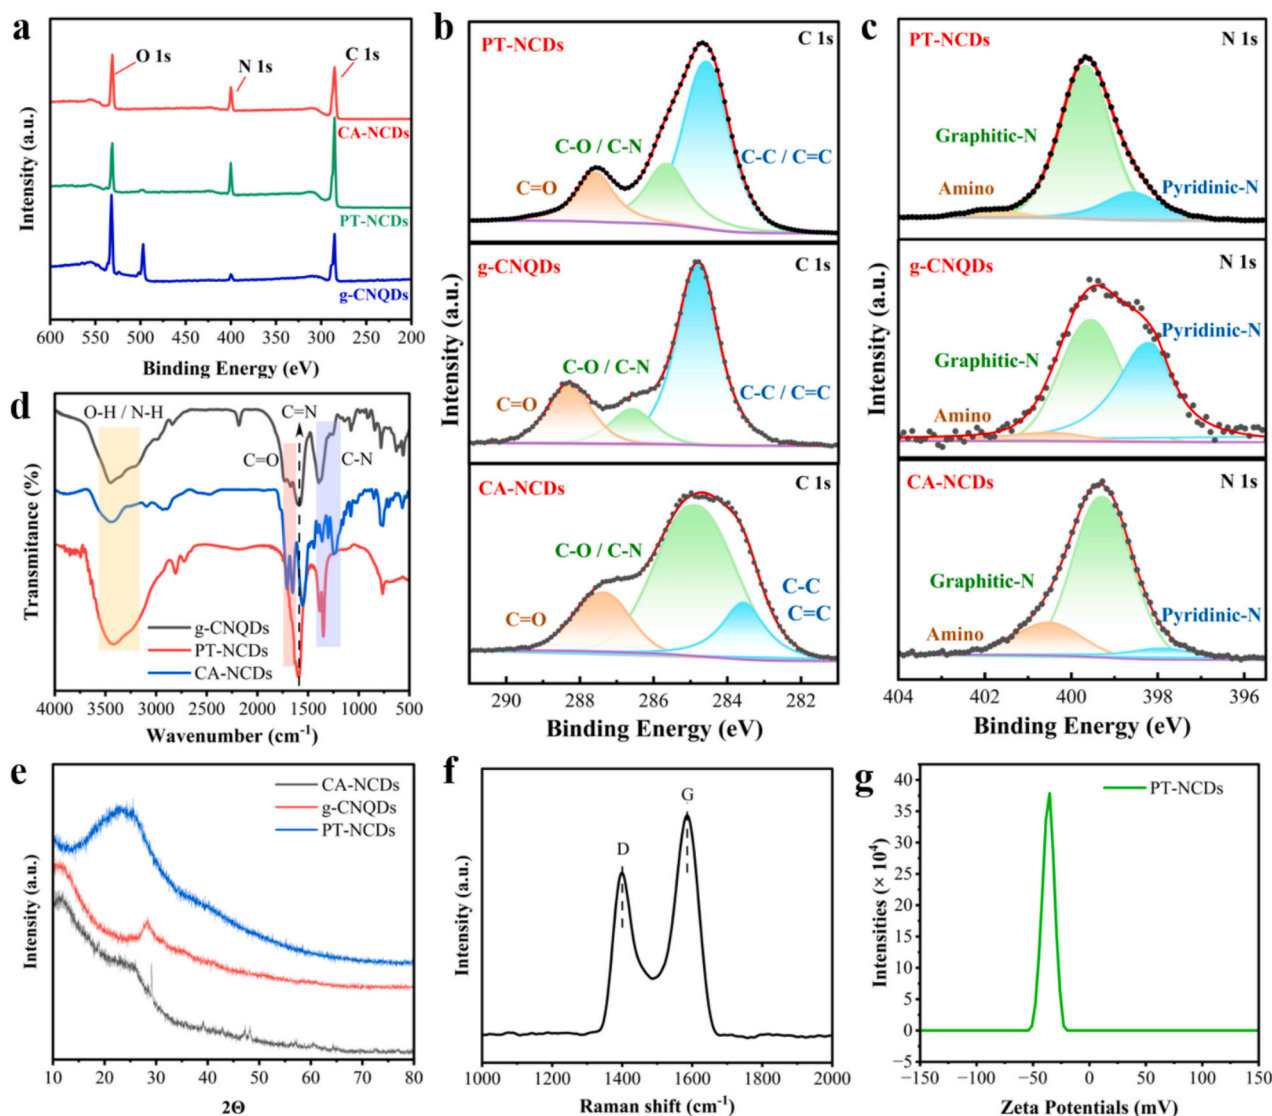 a
O 1s
N 1s
C 1s
CA-NCDs
PT-NCDs
g-CNQDs
Intensity (a.u.)
600 550 500 450 400 350 300 250 200
Binding Energy (eV)
b
PT-NCDs
C 1s
C-O / C-N
C-C / C=C
C=O
g-CNQDs
C 1s
C-O / C-N
C=O
C-C / C=C
CA-NCDs
C 1s
C-O / C-N
C-C
C=C
C=O
Intensity (a.u.)
290 288 286 284 282
Binding Energy (eV)
c
PT-NCDs
N 1s
Graphitic-N
Amino
Pyridinic-N
g-CNQDs
N 1s
Pyridinic-N
Graphitic-N
Amino
CA-NCDs
N 1s
Graphitic-N
Pyridinic-N
Amino
Intensity (a.u.)
404 402 400 398 396
Binding Energy (eV)
d
O-H / N-H
C=N
C=O
C-N
g-CNQDs
PT-NCDs
CA-NCDs
Transmitance (%)
4000 3500 3000 2500 2000 1500 1000 500
Wavenumber (cm-1)
e
CA-NCDs
g-CNQDs
PT-NCDs
Intensity (a.u.)
10 20 30 40 50 60 70 80
2Θ
f
D
G
Intensity (a.u.)
1000 1200 1400 1600 1800 2000
Raman shift (cm-1)
g
PT-NCDs
40
35
30
25
20
15
10
5
0
−5
Intensities (× 10⁴)
−150 −100 −50 0 50 100 150
Zeta Potentials (mV)